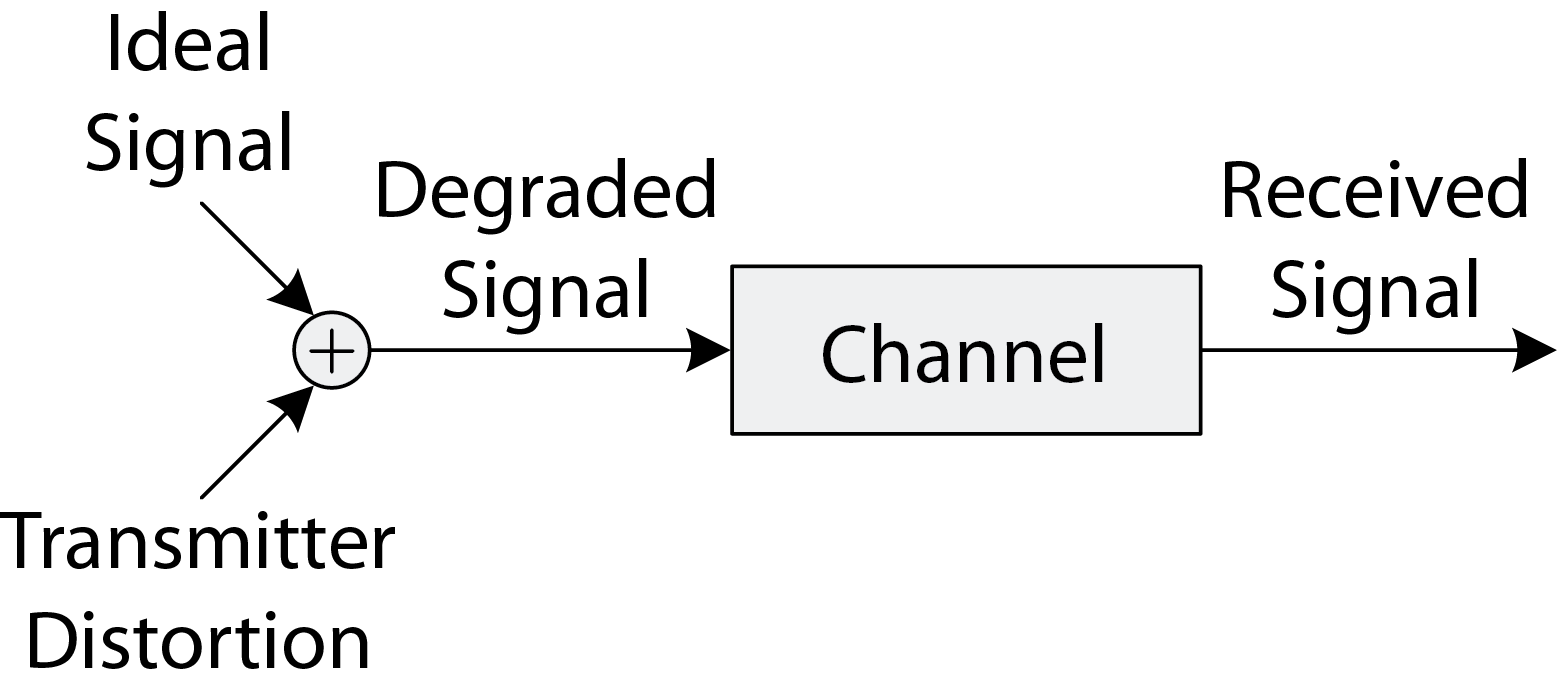 Ideal
Signal
Degraded
Signal
Received
Signal
Channel
Transmitter
Distortion